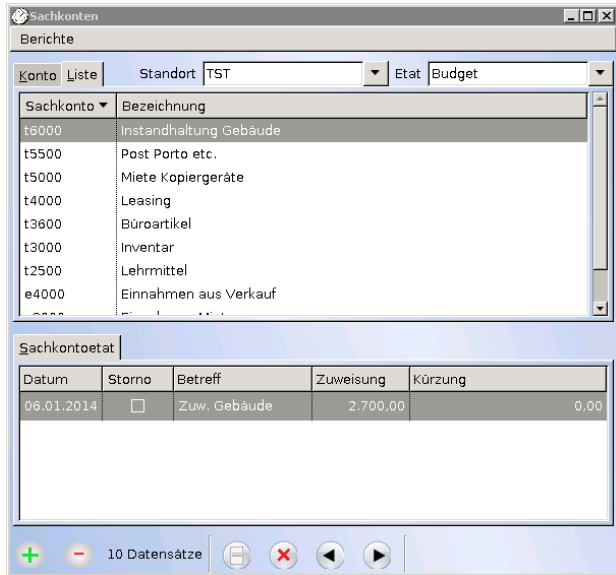 Sachkonten
Berichte
Konto Liste Standort TST Etat Budget
Sachkonto Bezeichnung
t6000 Instandhaltung Gebäude
t5500 Post Porto etc.
t5000 Miete Kopiergeräte
t4000 Leasing
t3600 Büroartikel
t3000 Inventar
t2500 Lehrmittel
e4000 Einnahmen aus Verkauf
Sachkontoetat
Datum Storno Betreff Zuweisung Kürzung
06.01.2014 Zuw. Gebäude 2.700,00 0,00
10 Datensätze